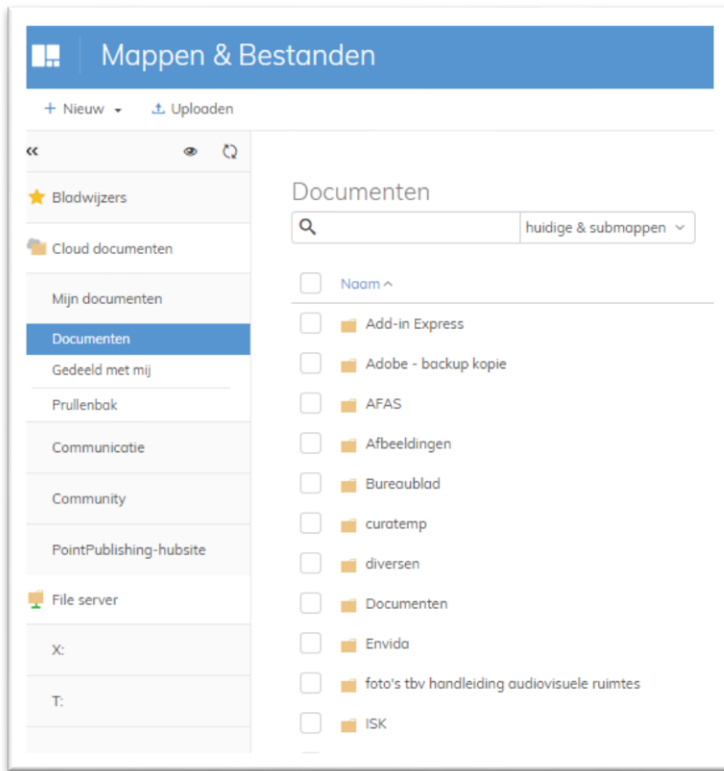 Mappen & Bestanden
+ Nieuw
Uploaden
Bladwijzers
Cloud documenten
Mijn documenten
Documenten
Gedeeld met mij
Prullenbak
Communicatie
Community
PointPublishing-hubsite
File server
X:
T:
Documenten
huidige & submappen
Naam
Add-in Express
Adobe - backup kopie
AFAS
Afbeeldingen
Bureaublad
curatemp
diversen
Documenten
Envida
foto's tbv handleiding audiovisuele ruimtes
ISK